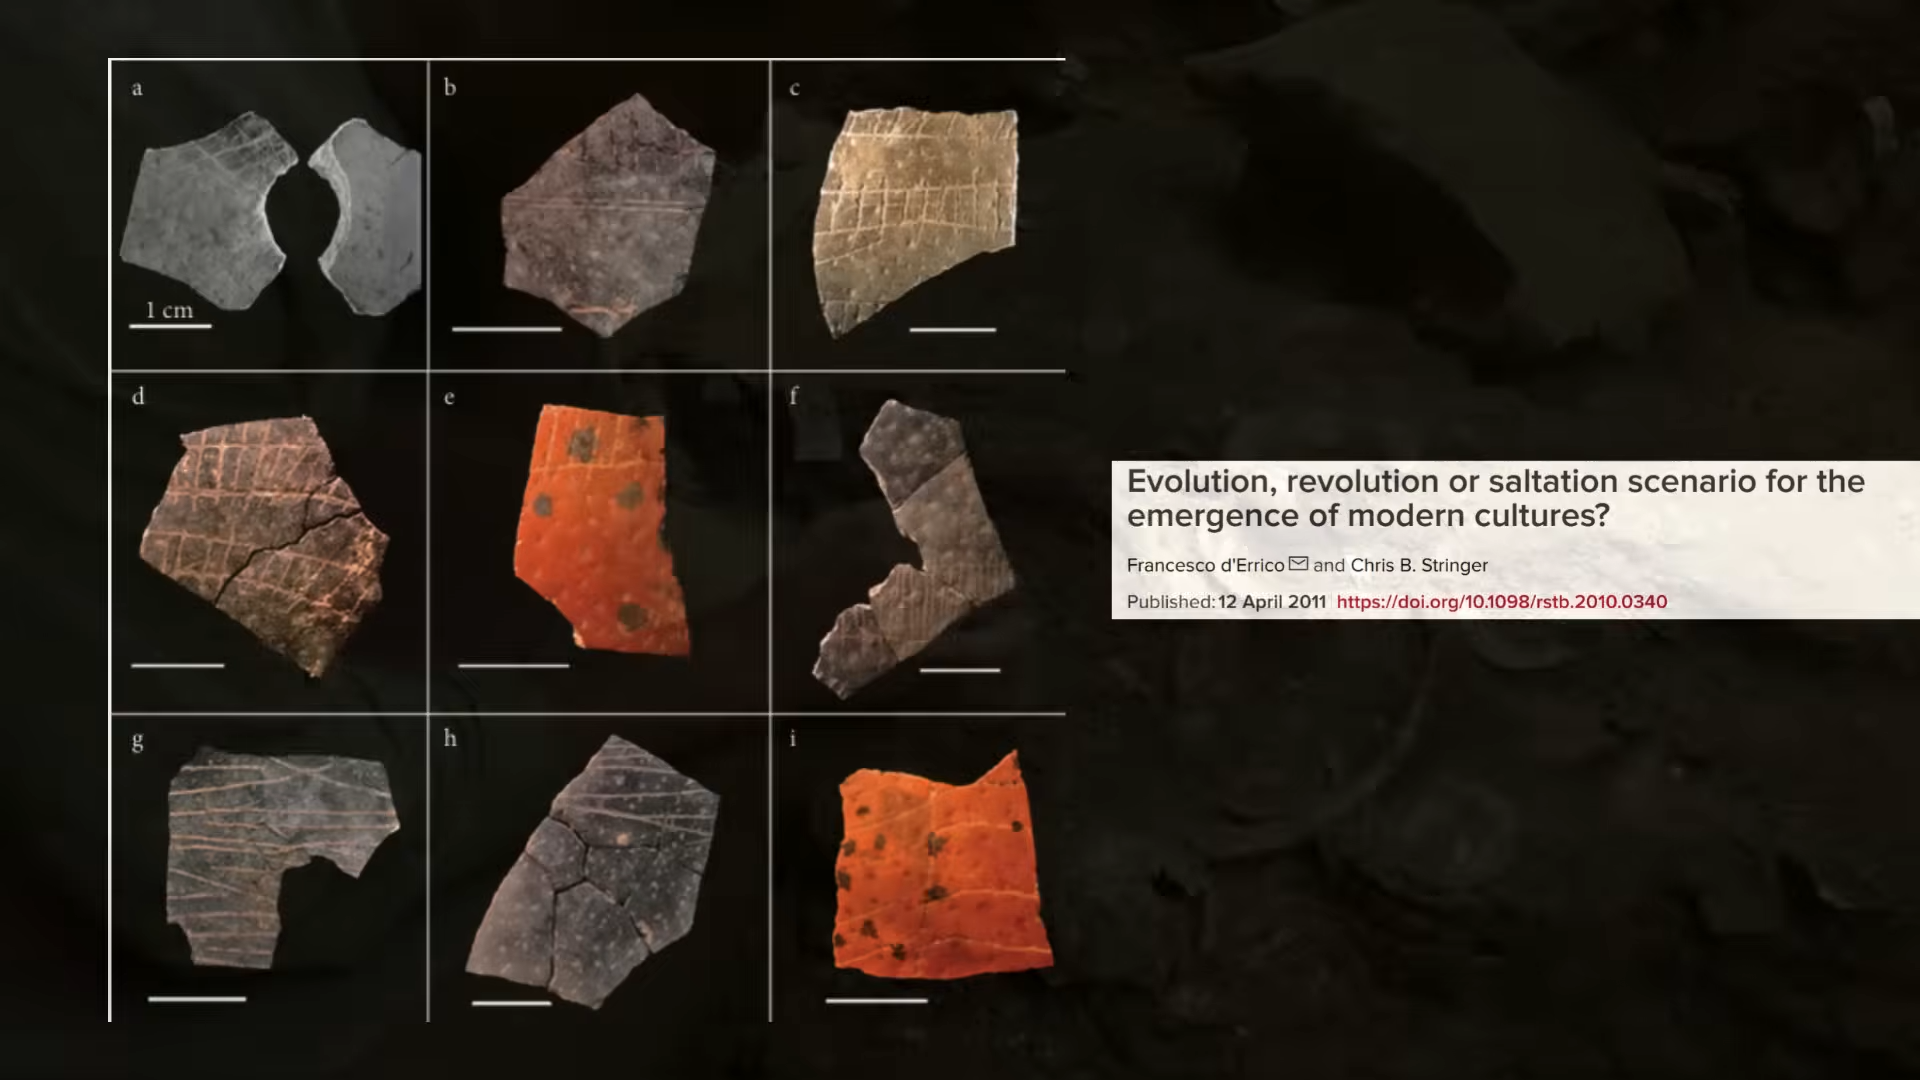 a
b
c
1 cm
d
e
f
g
h
i
Evolution, revolution or saltation scenario for the
emergence of modern cultures?
Francesco d'Errico and Chris B. Stringer
Published: 12 April 2011 https://doi.org/10.1098/rstb.2010.0340